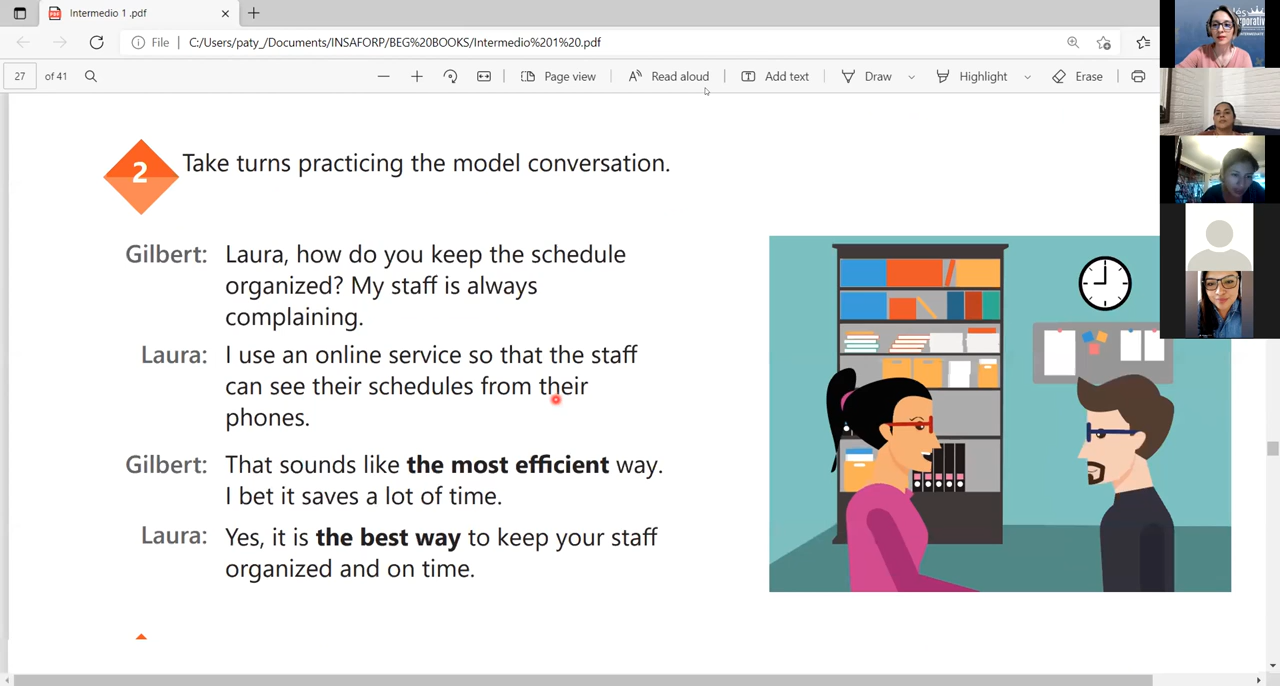 Intermedio 1 .pdf
File C:/Users/paty_/Documents/INSAFORP/BEG%20BOOKS/Intermedio%201%20.pdf
27 of 41 Page view Read aloud Add text Draw Highlight Erase
2 Take turns practicing the model conversation.
Gilbert: Laura, how do you keep the schedule
organized? My staff is always
complaining.
Laura: I use an online service so that the staff
can see their schedules from their
phones.
Gilbert: That sounds like the most efficient way.
I bet it saves a lot of time.
Laura: Yes, it is the best way to keep your staff
organized and on time.